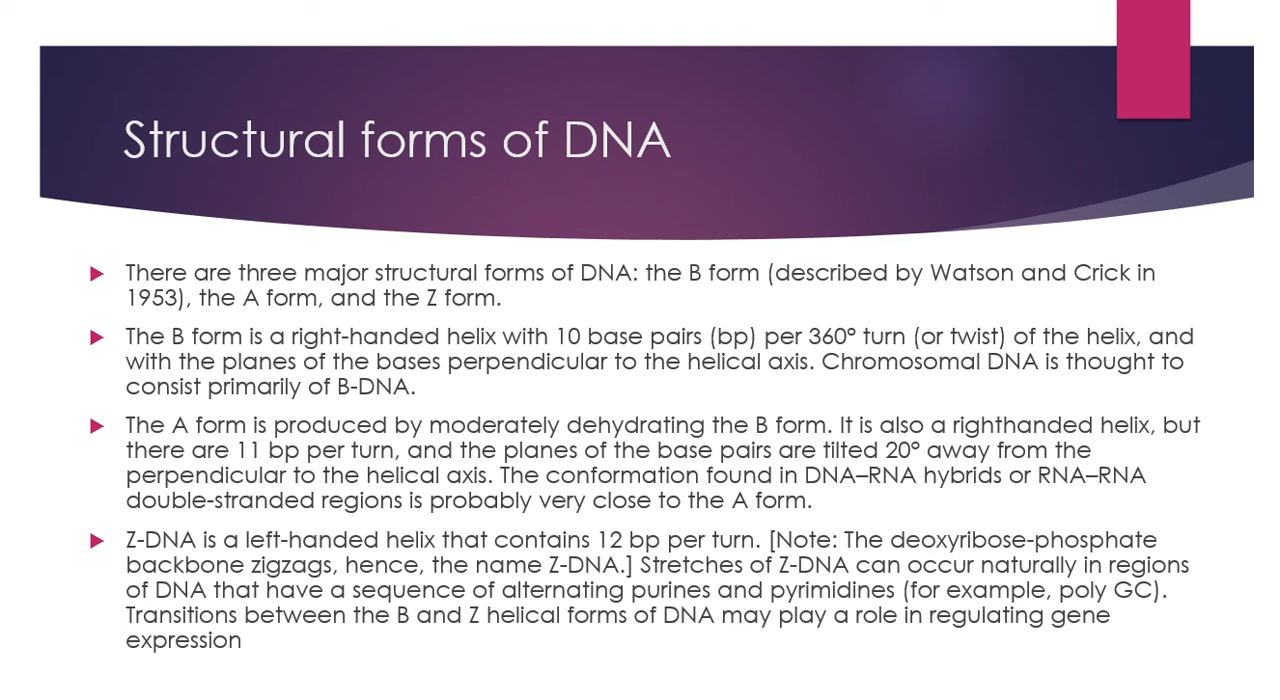 Structural forms of DNA
There are three major structural forms of DNA: the B form (described by Watson and Crick in
1953), the A form, and the Z form.
The B form is a right-handed helix with 10 base pairs (bp) per 360° turn (or twist) of the helix, and
with the planes of the bases perpendicular to the helical axis. Chromosomal DNA is thought to
consist primarily of B-DNA.
The A form is produced by moderately dehydrating the B form. It is also a righthanded helix, but
there are 11 bp per turn, and the planes of the base pairs are tilted 20° away from the
perpendicular to the helical axis. The conformation found in DNA–RNA hybrids or RNA–RNA
double-stranded regions is probably very close to the A form.
Z-DNA is a left-handed helix that contains 12 bp per turn. [Note: The deoxyribose-phosphate
backbone zigzags, hence, the name Z-DNA.] Stretches of Z-DNA can occur naturally in regions
of DNA that have a sequence of alternating purines and pyrimidines (for example, poly GC).
Transitions between the B and Z helical forms of DNA may play a role in regulating gene
expression